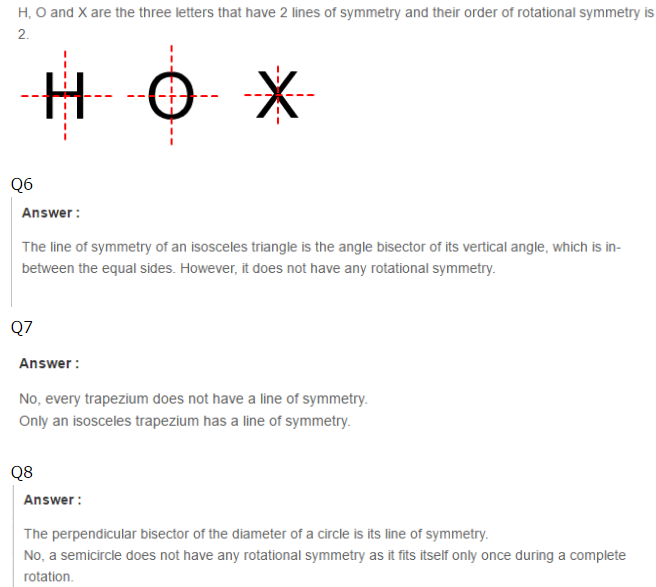 H, O and X are the three letters that have 2 lines of symmetry and their order of rotational symmetry is
2.
H O X
Q6
Answer :
The line of symmetry of an isosceles triangle is the angle bisector of its vertical angle, which is in-
between the equal sides. However, it does not have any rotational symmetry.
Q7
Answer :
No, every trapezium does not have a line of symmetry.
Only an isosceles trapezium has a line of symmetry.
Q8
Answer :
The perpendicular bisector of the diameter of a circle is its line of symmetry.
No, a semicircle does not have any rotational symmetry as it fits itself only once during a complete
rotation.